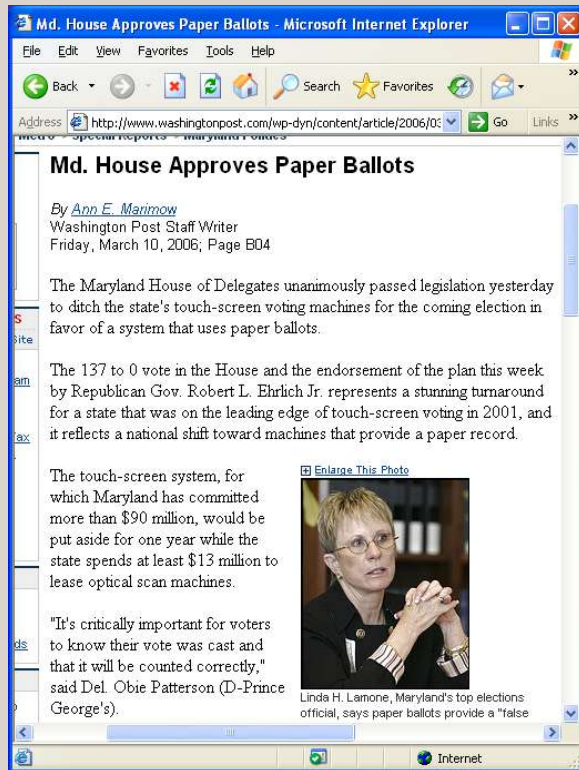 Md. House Approves Paper Ballots - Microsoft Internet Explorer
File Edit View Favorites Tools Help
Back Search Favorites
Address http://www.washingtonpost.com/wp-dyn/content/article/2006/03 Go Links
Metro > Special Reports > Maryland Politics
Md. House Approves Paper Ballots
By Ann E. Marimow
Washington Post Staff Writer
Friday, March 10, 2006; Page B04
The Maryland House of Delegates unanimously passed legislation yesterday
to ditch the state's touch-screen voting machines for the coming election in
favor of a system that uses paper ballots.
S
Site
The 137 to 0 vote in the House and the endorsement of the plan this week
am
by Republican Gov. Robert L. Ehrlich Jr. represents a stunning turnaround
for a state that was on the leading edge of touch-screen voting in 2001, and
ax
it reflects a national shift toward machines that provide a paper record.
The touch-screen system, for
which Maryland has committed
more than $90 million, would be
put aside for one year while the
state spends at least $13 million to
lease optical scan machines.
"It's critically important for voters
to know their vote was cast and
ds
that it will be counted correctly,"
said Del. Obie Patterson (D-Prince
George's).
Enlarge This Photo
Linda H. Lamone, Maryland's top elections
official, says paper ballots provide a "false
Internet